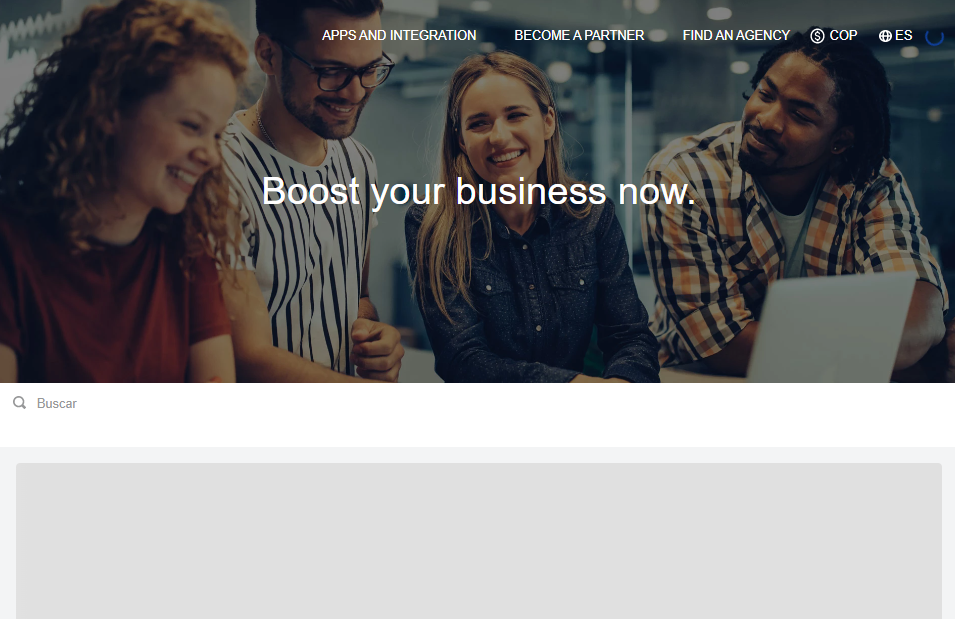 APPS AND INTEGRATION
BECOME A PARTNER
FIND AN AGENCY
COP
ES
Boost your business now.
Buscar